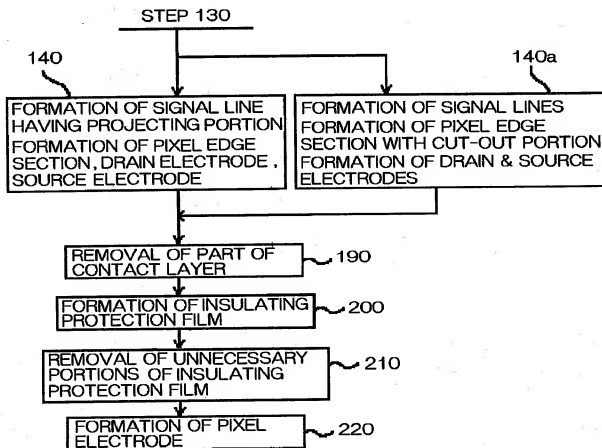 STEP 130
140
140a
FORMATION OF SIGNAL LINE
HAVING PROJECTING PORTION
FORMATION OF PIXEL EDGE
SECTION, DRAIN ELECTRODE,
SOURCE ELECTRODE
FORMATION OF SIGNAL LINES
FORMATION OF PIXEL EDGE
SECTION WITH CUT-OUT PORTION
FORMATION OF DRAIN & SOURCE
ELECTRODES
REMOVAL OF PART OF
CONTACT LAYER
190
FORMATION OF INSULATING
PROTECTION FILM
200
REMOVAL OF UNNECESSARY
PORTIONS OF INSULATING
PROTECTION FILM
210
FORMATION OF PIXEL
ELECTRODE
220